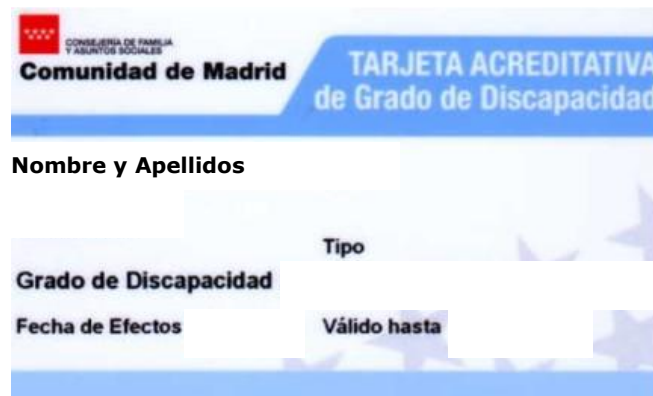 CONSEJERÍA DE FAMILIA
Y ASUNTOS SOCIALES
Comunidad de Madrid
TARJETA ACREDITATIVA
de Grado de Discapacidad
Nombre y Apellidos
Tipo
Grado de Discapacidad
Fecha de Efectos
Válido hasta